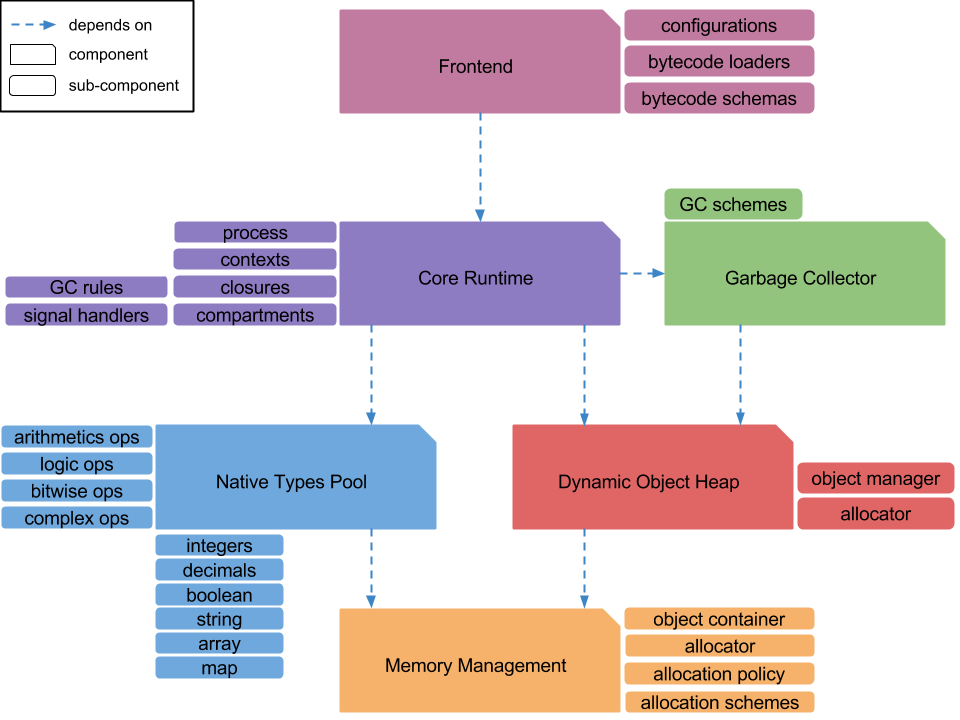 depends on
component
sub-component
Frontend
configurations
bytecode loaders
bytecode schemas
GC schemes
process
contexts
closures
compartments
GC rules
signal handlers
Core Runtime
Garbage Collector
arithmetics ops
logic ops
bitwise ops
complex ops
Native Types Pool
Dynamic Object Heap
object manager
allocator
integers
decimals
boolean
string
array
map
Memory Management
object container
allocator
allocation policy
allocation schemes